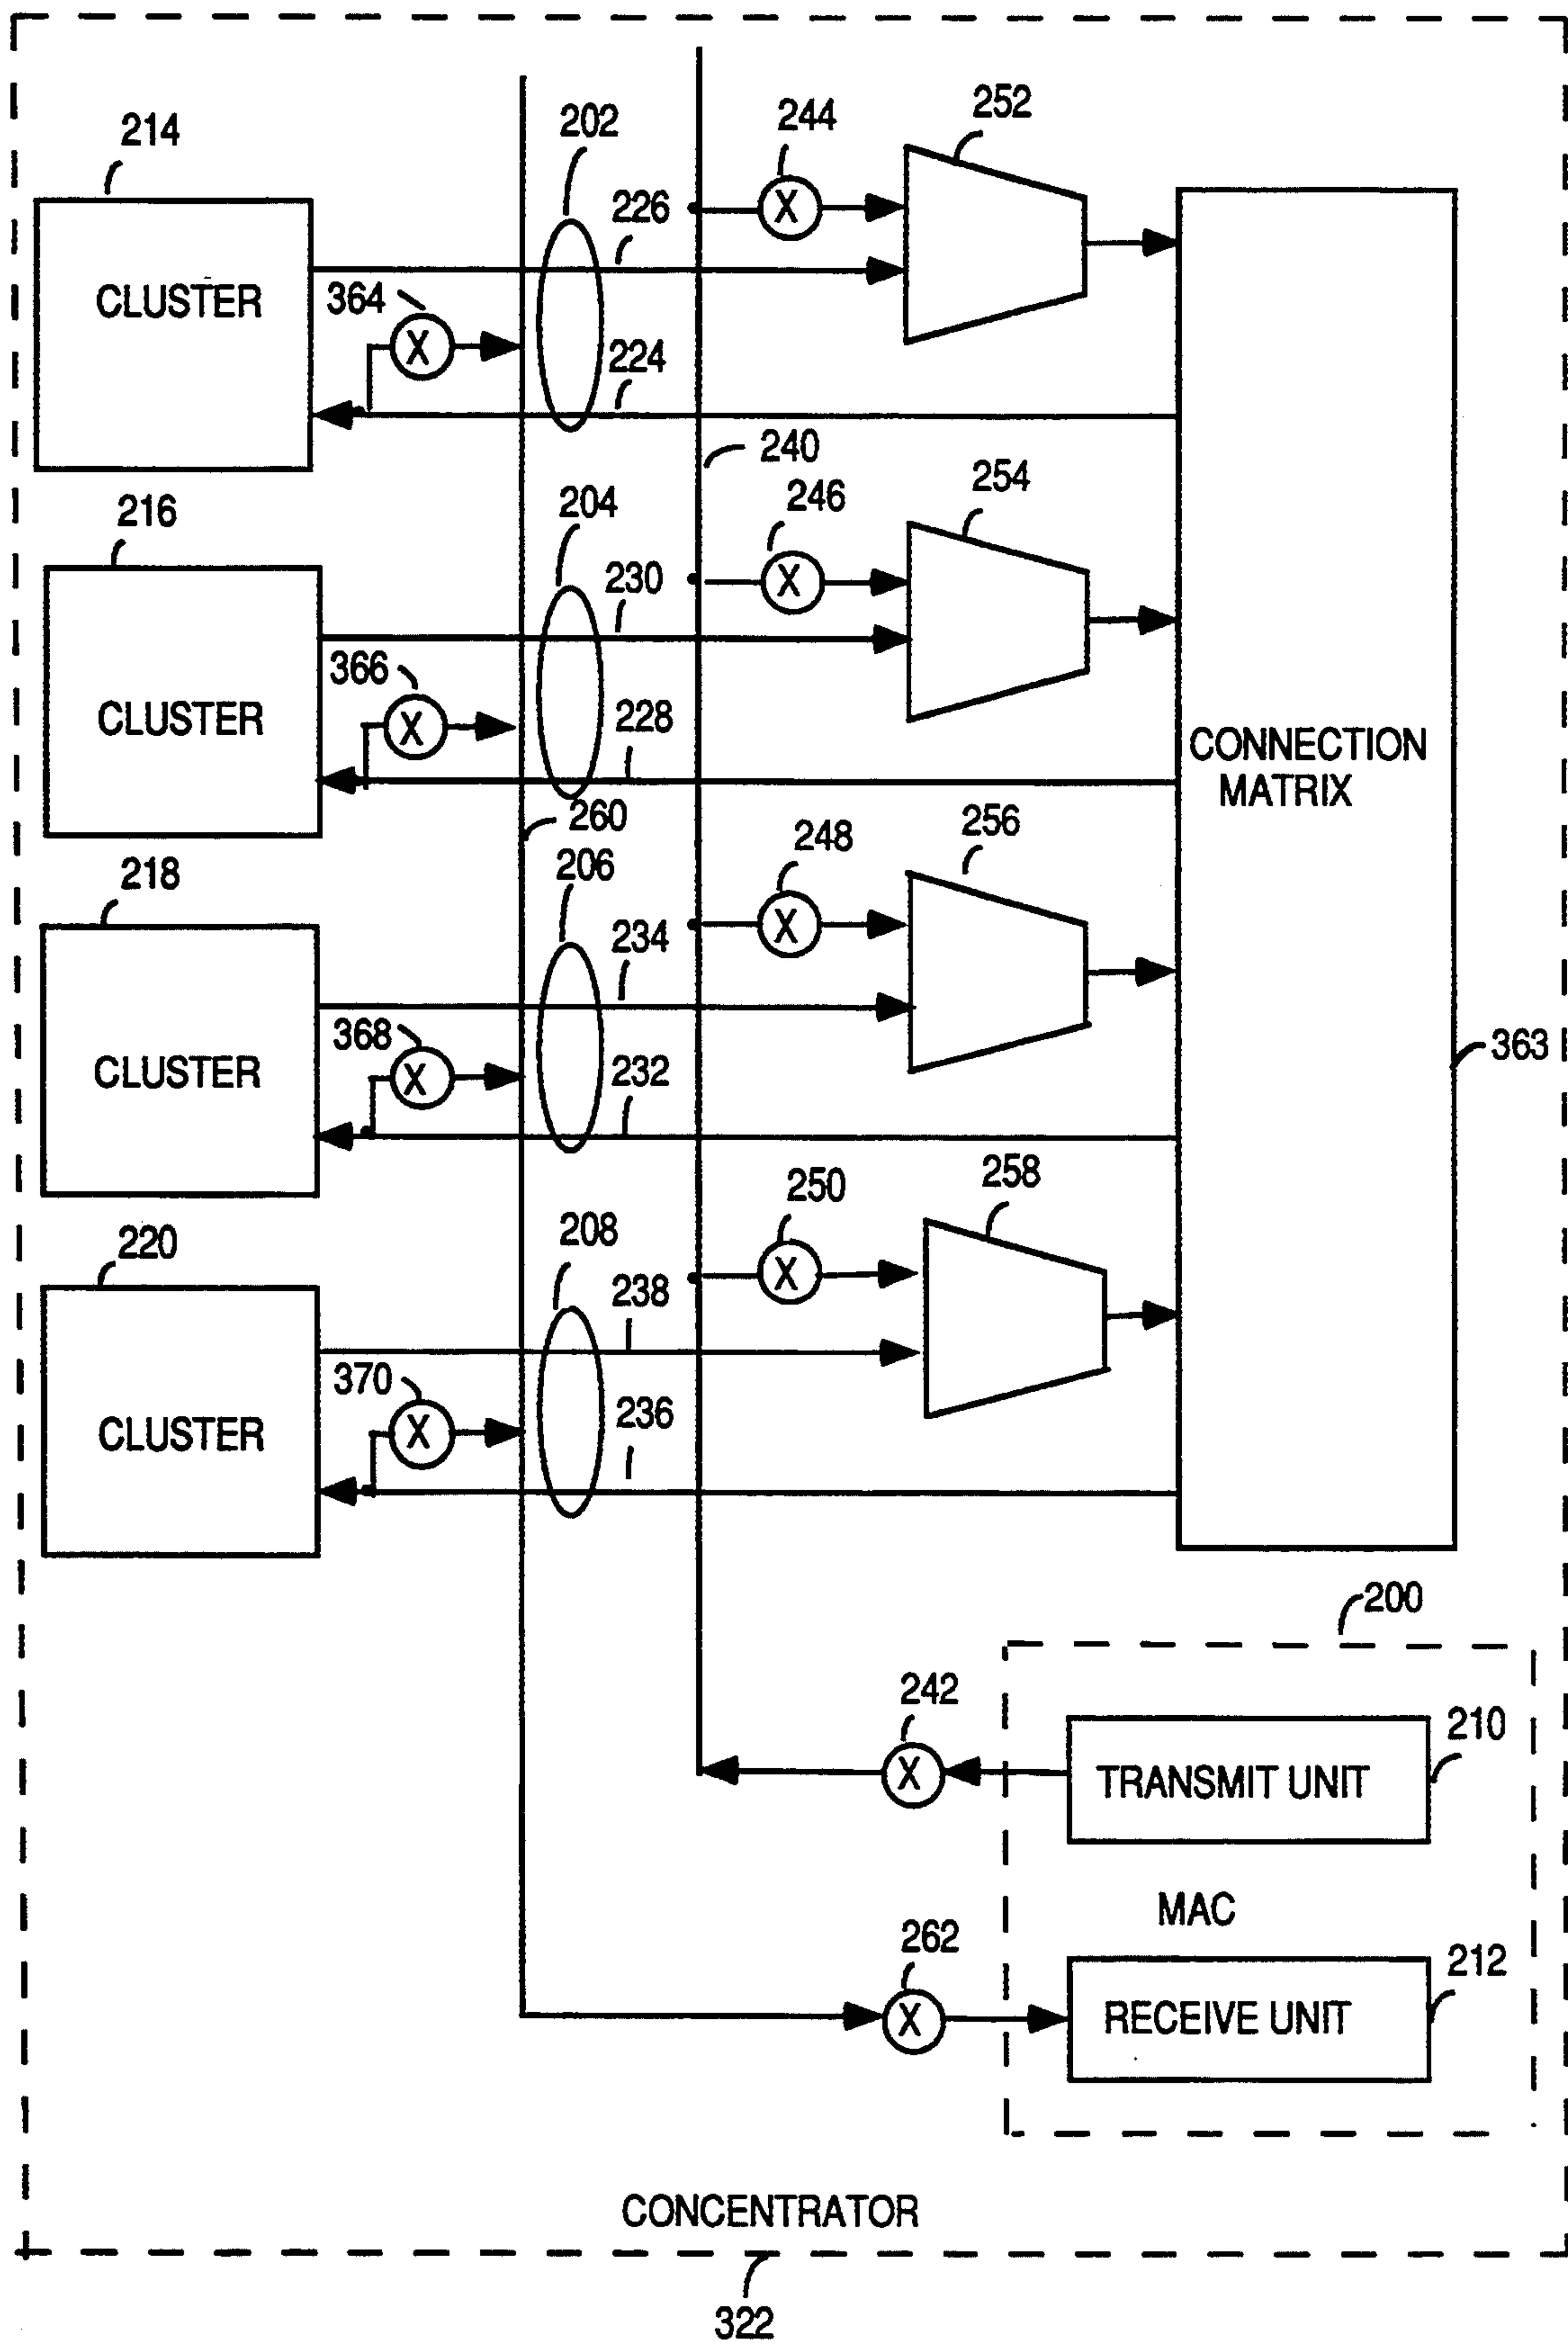 252
244
214
202
226
X
CLUSTER
364
X
224
240
254
216
204
246
230
X
366
CLUSTER
X
228
CONNECTION
MATRIX
260
248
256
218
206
234
X
368
363
CLUSTER
X
232
258
250
208
220
238
X
370
236
CLUSTER
X
200
242
210
X
TRANSMIT UNIT
MAC
262
212
X
RECEIVE UNIT
CONCENTRATOR
322